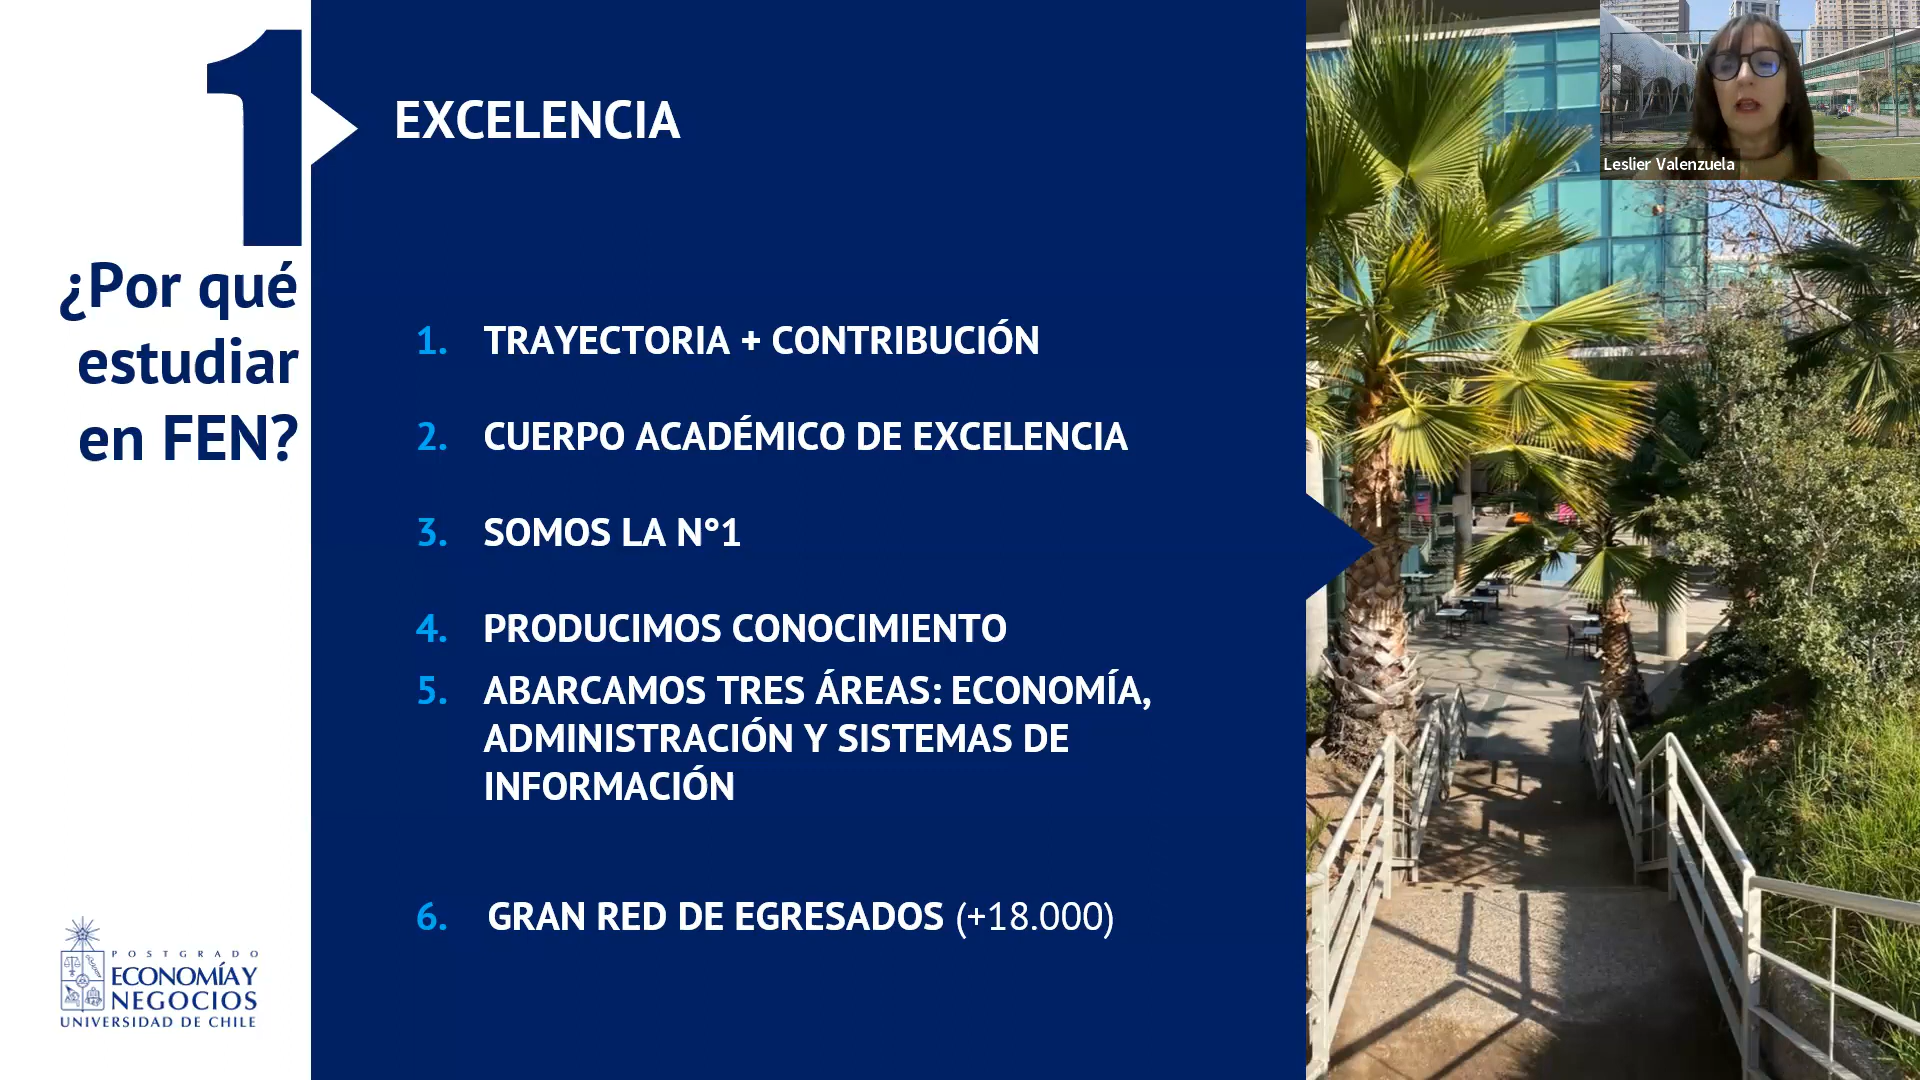 1
¿Por qué
estudiar
en FEN?
EXCELENCIA
1. TRAYECTORIA + CONTRIBUCIÓN
2. CUERPO ACADÉMICO DE EXCELENCIA
3. SOMOS LA N°1
4. PRODUCIMOS CONOCIMIENTO
5. ABARCAMOS TRES ÁREAS: ECONOMÍA,
ADMINISTRACIÓN Y SISTEMAS DE
INFORMACIÓN
6. GRAN RED DE EGRESADOS (+18.000)
Leslier Valenzuela
POSTGRADO
ECONOMÍA Y
NEGOCIOS
UNIVERSIDAD DE CHILE